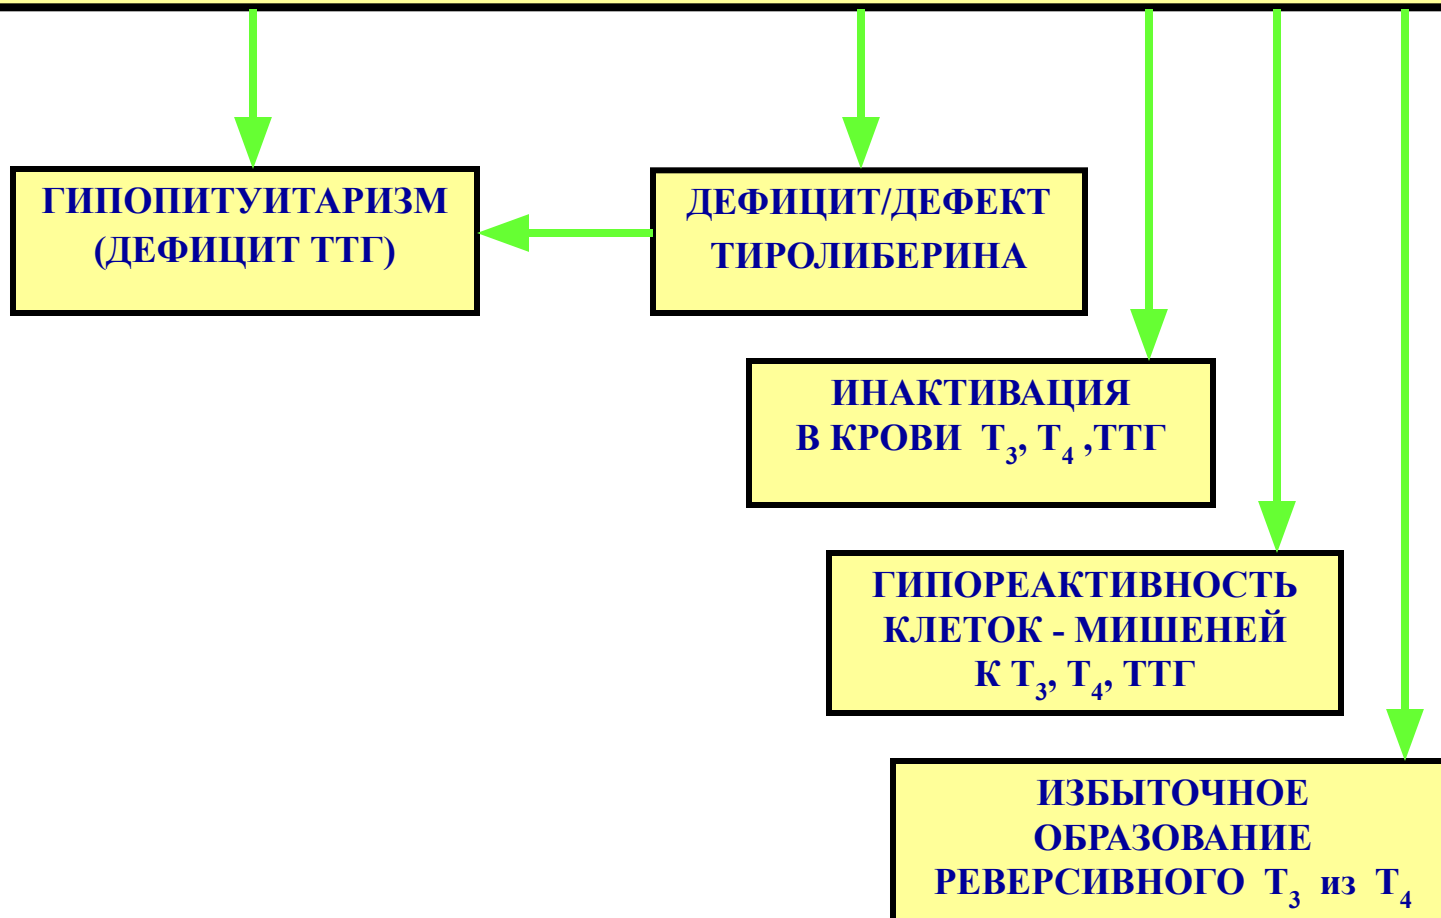 ГИПОПИТУИТАРИЗМ
(ДЕФИЦИТ ТТГ)
ДЕФИЦИТ/ДЕФЕКТ
ТИРОЛИБЕРИНА
ИНАКТИВАЦИЯ
В КРОВИ Т₃, Т₄ ,ТТГ
ГИПОРЕАКТИВНОСТЬ
КЛЕТОК - МИШЕНЕЙ
К Т₃, Т₄, ТТГ
ИЗБЫТОЧНОЕ
ОБРАЗОВАНИЕ
РЕВЕРСИВНОГО Т₃ из Т₄